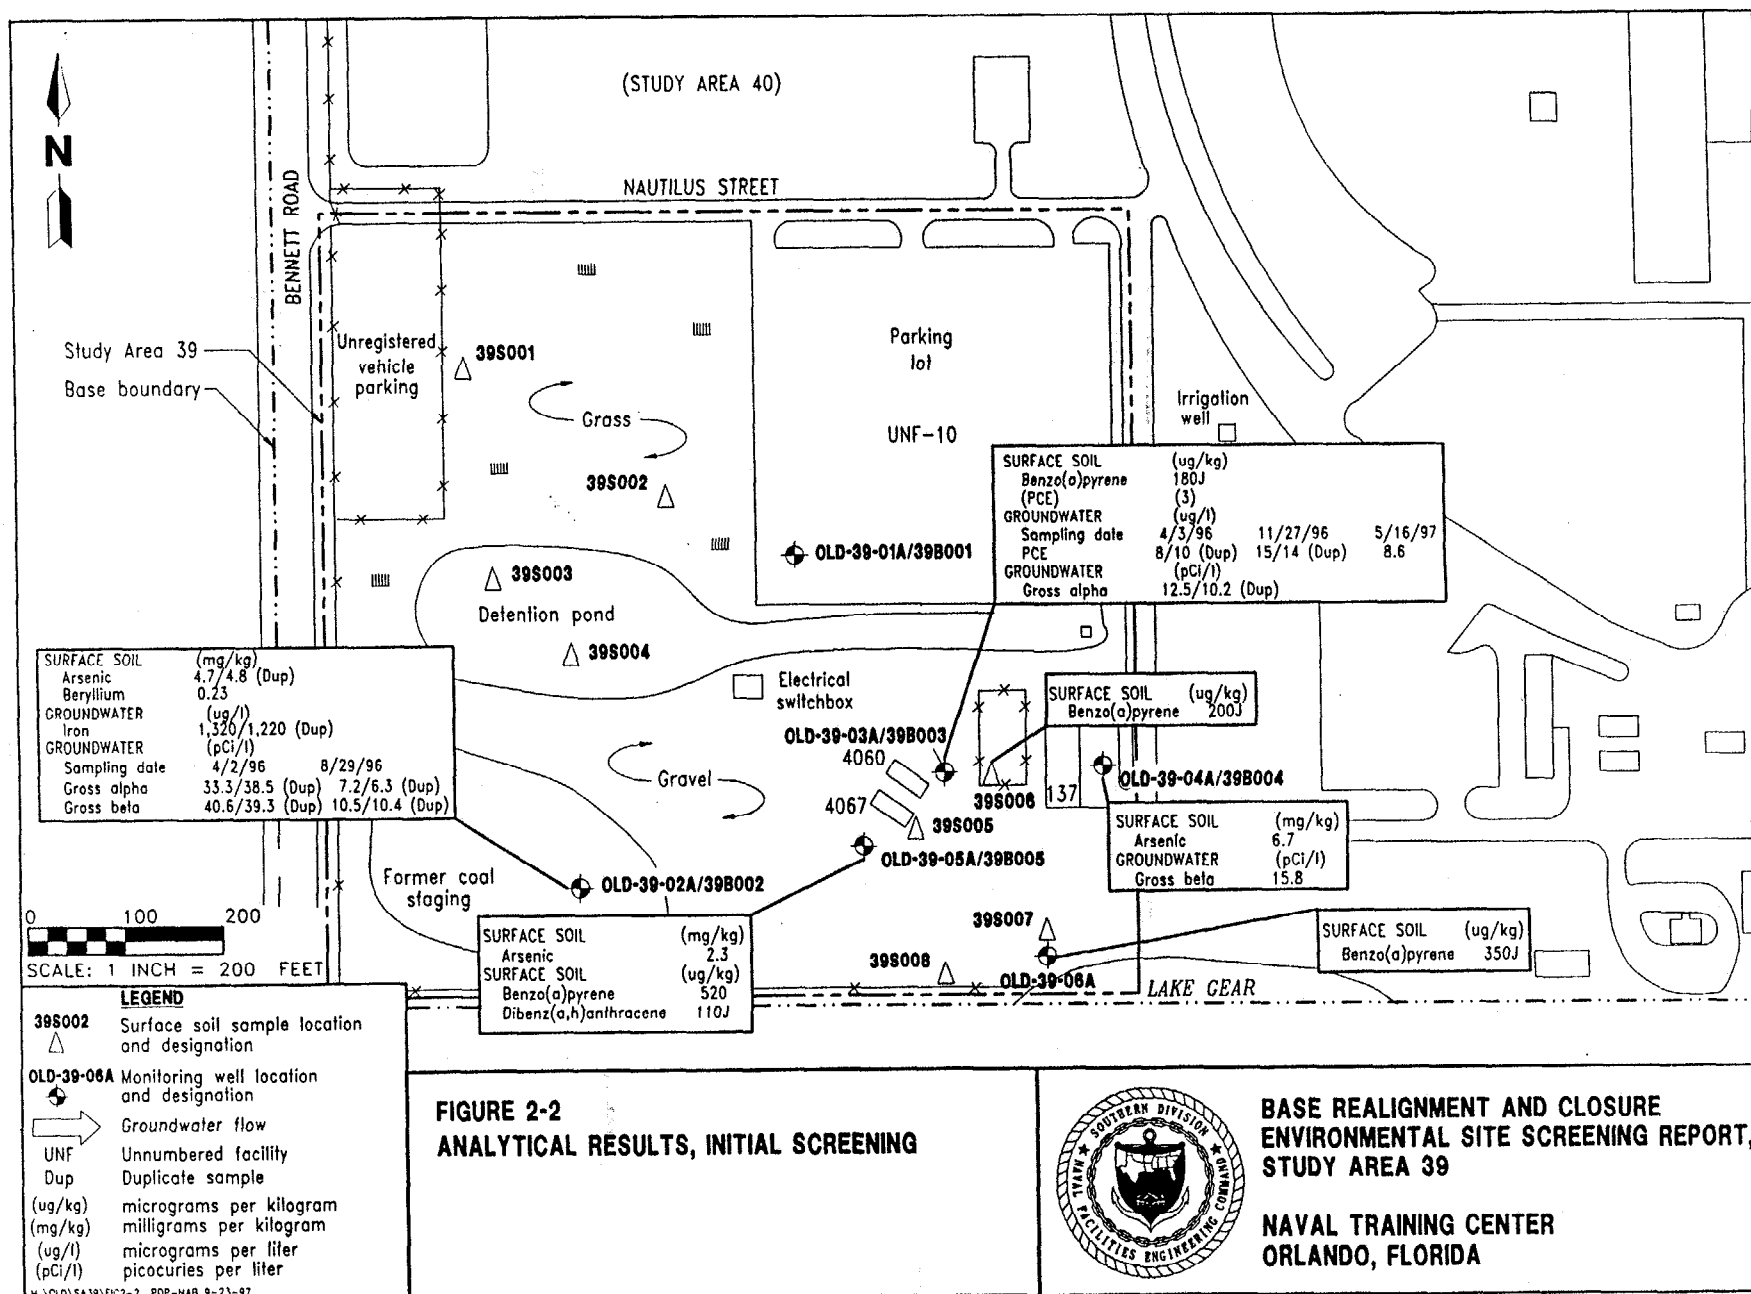 (STUDY AREA 40)
N
NAUTILUS STREET
BENNETT ROAD
Study Area 39
Base boundary
Unregistered
vehicle
parking
39S001
Grass
39S002
Parking
lot
UNF-10
Irrigation
well
SURFACE SOIL (ug/kg)
Benzo(a)pyrene 180J
(PCE) (3)
GROUNDWATER (ug/l)
Sampling date 4/3/96 11/27/96 5/16/97
PCE 8/10 (Dup) 15/14 (Dup) 8.6
GROUNDWATER (pCi/l)
Gross alpha 12.5/10.2 (Dup)
OLD-39-01A/39B001
39S003
Detention pond
39S004
SURFACE SOIL (mg/kg)
Arsenic 4.7/4.8 (Dup)
Beryllium 0.23
GROUNDWATER (ug/l)
Iron 1,320/1,220 (Dup)
GROUNDWATER (pCi/l)
Sampling date 4/2/96 8/29/96
Gross alpha 33.3/38.5 (Dup) 7.2/6.3 (Dup)
Gross beta 40.6/39.3 (Dup) 10.5/10.4 (Dup)
Electrical
switchbox
SURFACE SOIL (ug/kg)
Benzo(a)pyrene 200J
OLD-39-03A/39B003
4060
Gravel
4067
39S006
137
OLD-39-04A/39B004
39S005
OLD-39-05A/39B005
SURFACE SOIL (mg/kg)
Arsenic 6.7
GROUNDWATER (pCi/l)
Gross beta 15.8
Former coal
staging
OLD-39-02A/39B002
SURFACE SOIL (mg/kg)
Arsenic 2.3
SURFACE SOIL (ug/kg)
Benzo(a)pyrene 520
Dibenz(a,h)anthracene 110J
39S007
39S008
OLD-39-06A
SURFACE SOIL (ug/kg)
Benzo(a)pyrene 350J
LAKE GEAR
0 100 200
SCALE: 1 INCH = 200 FEET
LEGEND
39S002 Surface soil sample location
and designation
OLD-39-06A Monitoring well location
and designation
Groundwater flow
UNF Unnumbered facility
Dup Duplicate sample
(ug/kg) micrograms per kilogram
(mg/kg) milligrams per kilogram
(ug/l) micrograms per liter
(pCi/l) picocuries per liter
FIGURE 2-2
ANALYTICAL RESULTS, INITIAL SCREENING
SOUTHERN DIVISION
NAVAL FACILITIES ENGINEERING COMMAND
BASE REALIGNMENT AND CLOSURE
ENVIRONMENTAL SITE SCREENING REPORT,
STUDY AREA 39
NAVAL TRAINING CENTER
ORLANDO, FLORIDA